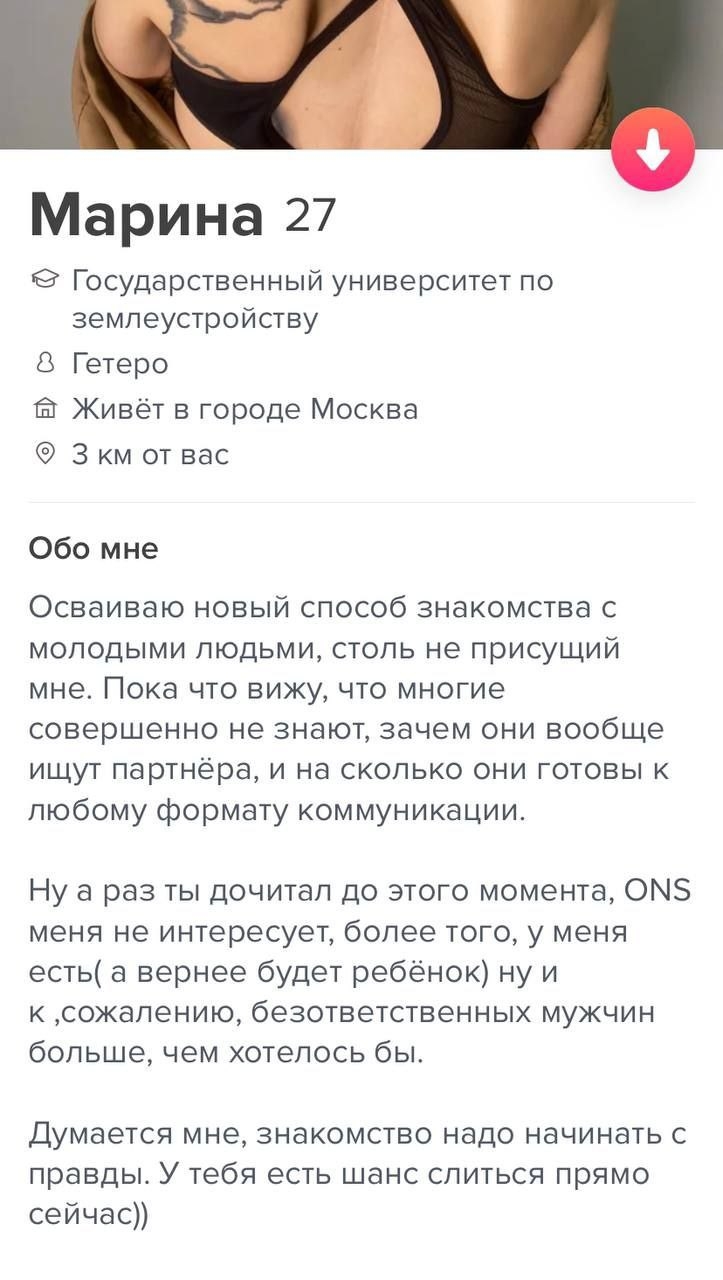 Марина 27
Государственный университет по
землеустройству
Гетеро
Живёт в городе Москва
3 км от вас
Обо мне
Осваиваю новый способ знакомства с
молодыми людьми, столь не присущий
мне. Пока что вижу, что многие
совершенно не знают, зачем они вообще
ищут партнёра, и на сколько они готовы к
любому формату коммуникации.
Ну а раз ты дочитал до этого момента, ONS
меня не интересует, более того, у меня
есть( а вернее будет ребёнок) ну и
к ,сожалению, безответственных мужчин
больше, чем хотелось бы.
Думается мне, знакомство надо начинать с
правды. У тебя есть шанс слиться прямо
сейчас))